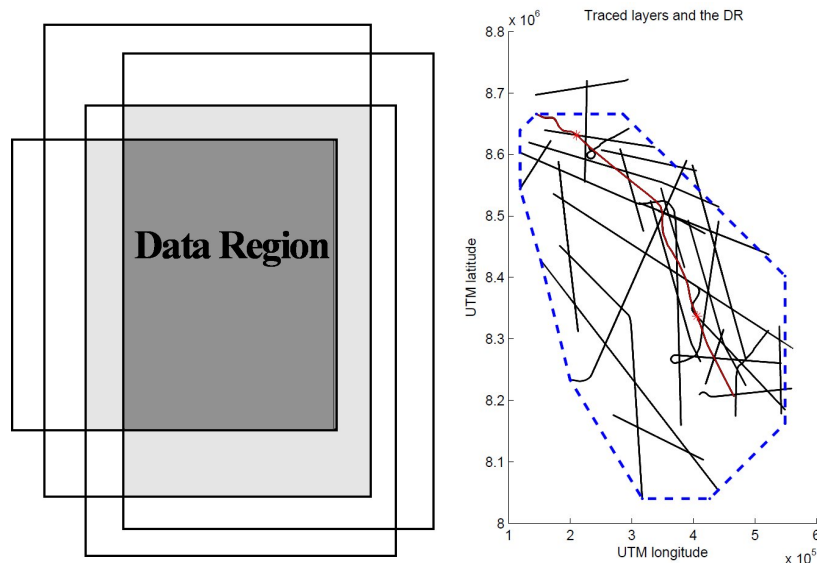 Data Region
Traced layers and the DR
x 10^6
8.8
8.7
8.6
8.5
8.4
8.3
8.2
8.1
8
UTM latitude
1
2
3
4
5
6
UTM longitude
x 10^5